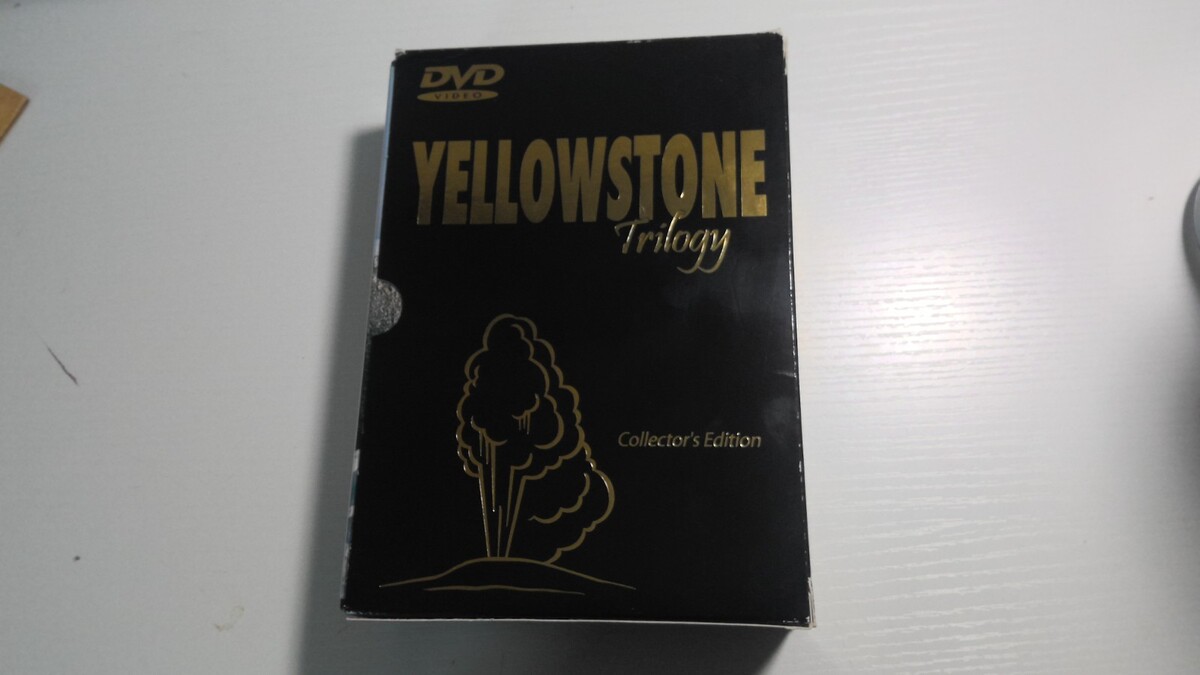 DVD
VIDEO
YELLOWSTONE
Trilogy
Collector's Edition